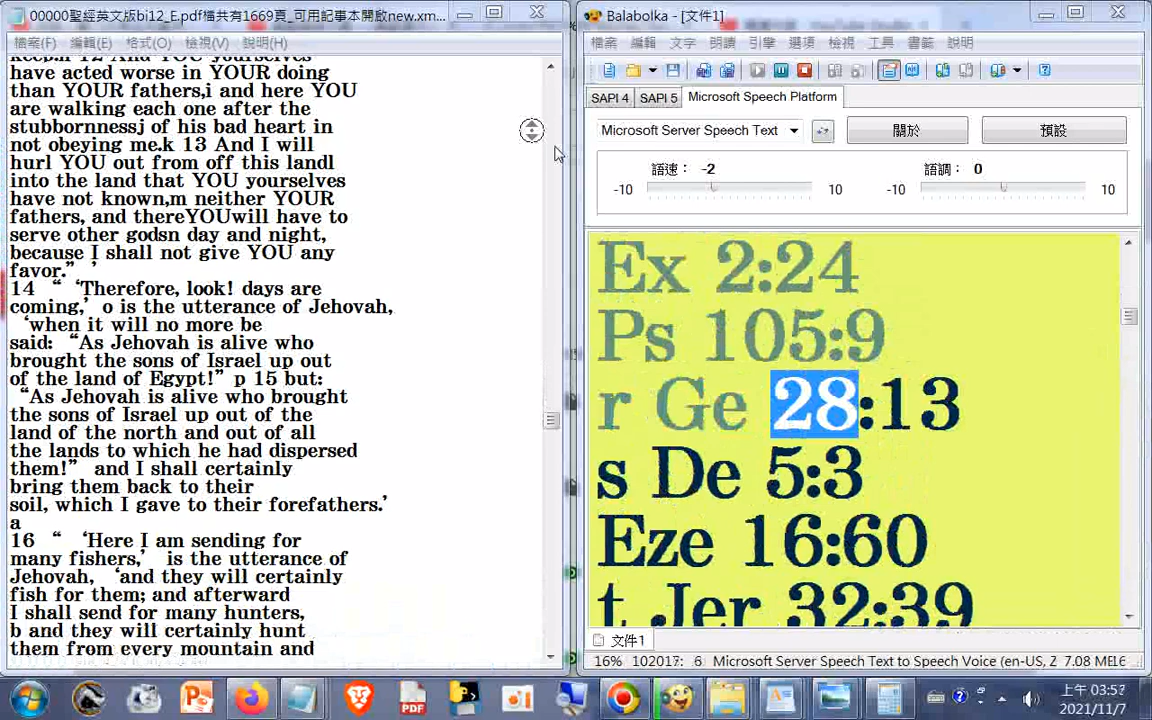 00000聖經英文版bi12_E.pdf檔共有1669頁_可用記事本開啟new.xm...
檔案(F) 編輯(E) 格式(O) 檢視(V) 說明(H)
have acted worse in YOUR doing
than YOUR fathers,i and here YOU
are walking each one after the
stubbornnessj of his bad heart in
not obeying me.k 13 And I will
hurl YOU out from off this landl
into the land that YOU yourselves
have not known,m neither YOUR
fathers, and thereYOUwill have to
serve other godsn day and night,
because I shall not give YOU any
favor.” ’
14 “ ‘Therefore, look! days are
coming,’ o is the utterance of Jehovah,
‘when it will no more be
said: “As Jehovah is alive who
brought the sons of Israel up out
of the land of Egypt!” p 15 but:
“As Jehovah is alive who brought
the sons of Israel up out of the
land of the north and out of all
the lands to which he had dispersed
them!” and I shall certainly
bring them back to their
soil, which I gave to their forefathers.’
a
16 “ ‘Here I am sending for
many fishers,’ is the utterance of
Jehovah, ‘and they will certainly
fish for them; and afterward
I shall send for many hunters,
b and they will certainly hunt
them from every mountain and
Balabolka - [文件1]
檔案 編輯 文字 朗讀 引擎 選項 檢視 工具 書籤 說明
SAPI 4 SAPI 5 Microsoft Speech Platform
Microsoft Server Speech Text 關於 預設
語速： -2 語調： 0
-10 10 -10 10
Ex 2:24
Ps 105:9
r Ge 28:13
s De 5:3
Eze 16:60
t Jer 32:39
文件1
16% 102017: 6 Microsoft Server Speech Text to Speech Voice (en-US, Z 7.08 ME
上午 03:5
2021/11/7